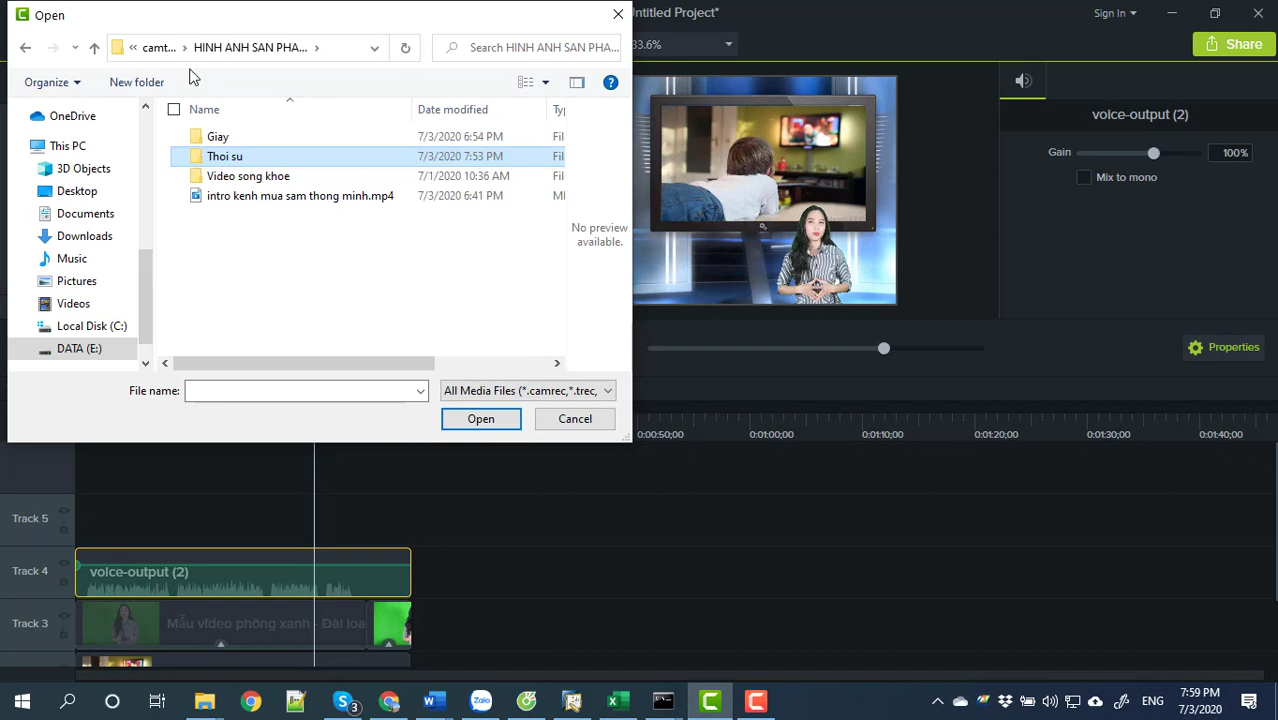 Open
Untitled Project*
Sign In
camt...
HINH ANH SAN PHA...
Search HINH ANH SAN PHA...
33.6%
Share
Organize
New folder
OneDrive
Name
Date modified
This PC
Giay
7/3/2020 6:54 PM
Fil
3D Objects
Thoi su
7/3/2020 7:53 PM
Fil
Desktop
Video song khoe
7/1/2020 10:36 AM
Fil
Documents
intro kenh mua sam thong minh.mp4
7/3/2020 6:41 PM
Downloads
Music
Pictures
Videos
Local Disk (C:)
DATA (E:)
No preview
available.
File name:
All Media Files (*.camrec,*.trec,
Open
Cancel
voice-output (2)
Gain
100%
Mix to mono
Properties
0:00:50;00
0:01:00;00
0:01:10;00
0:01:20;00
0:01:30;00
0:01:40;00
Track 5
Track 4
voice-output (2)
Track 3
Mẫu video phông xanh - Đài loa
3
ENG
7:59 PM
7/3/2020